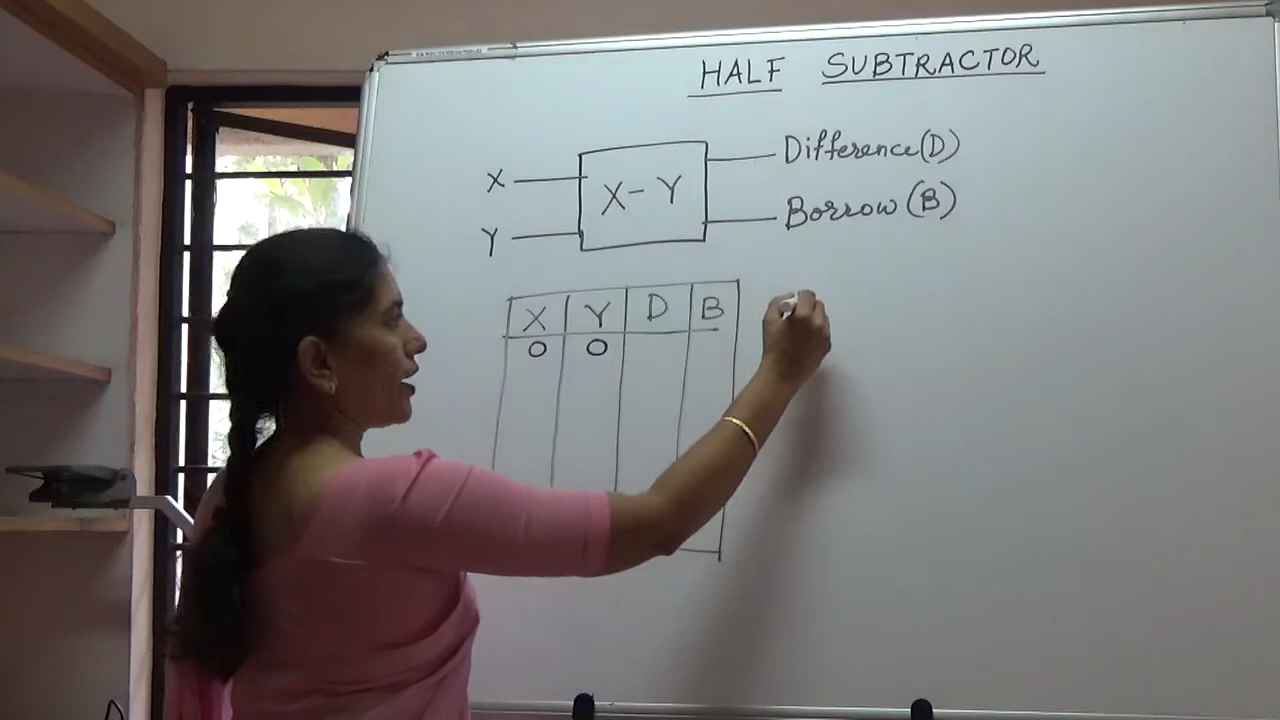 HALF SUBTRACTOR
X
Y
X - Y
Difference (D)
Borrow (B)
X Y D B
0 0